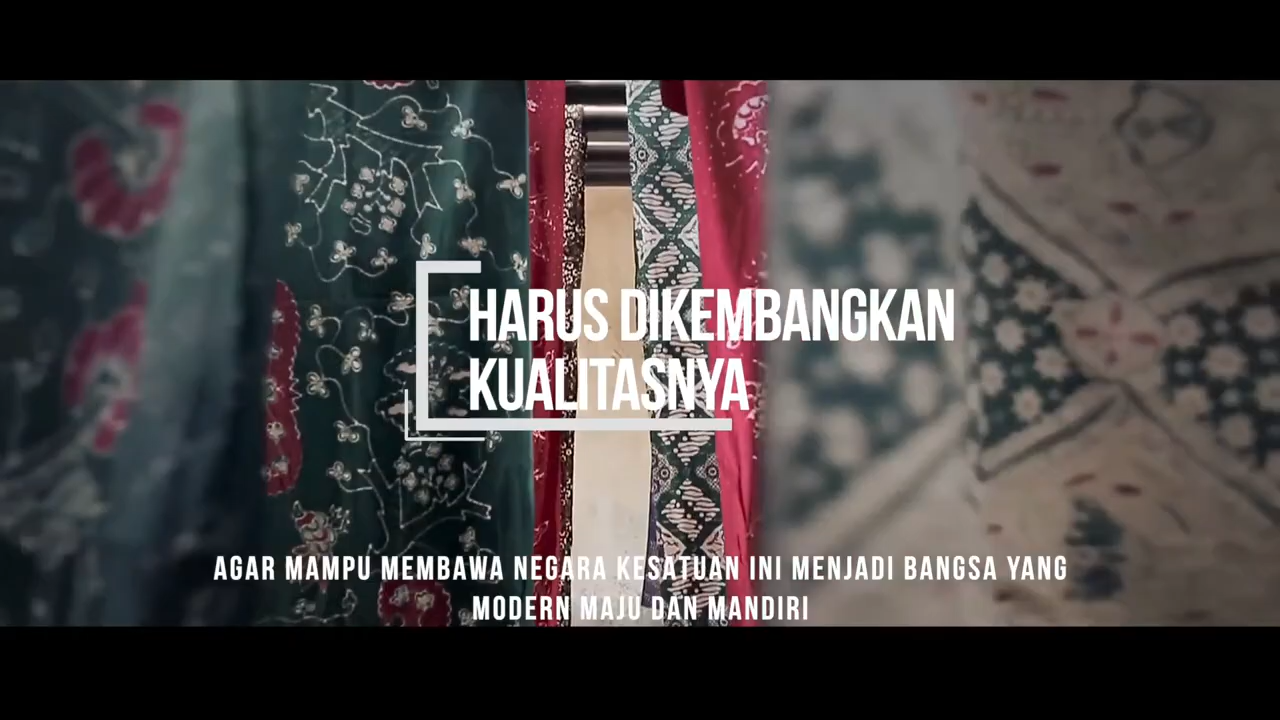 HARUS DIKEMBANGKAN
KUALITASNYA
AGAR MAMPU MEMBAWA NEGARA KESATUAN INI MENJADI BANGSA YANG
MODERN MAJU DAN MANDIRI